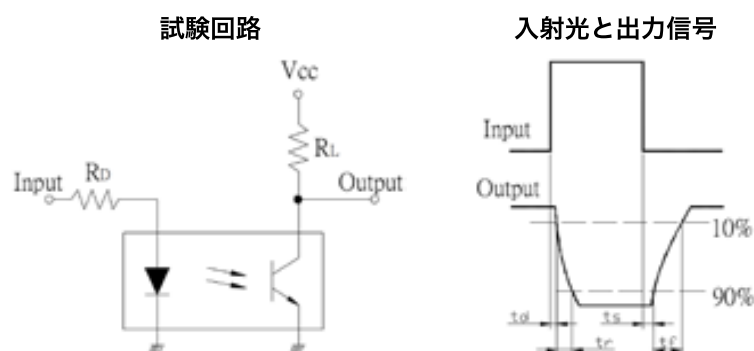 試験回路
Vcc
RL
RD
Input
Output
入射光と出力信号
Input
Output
10%
90%
td
ts
tr
tf